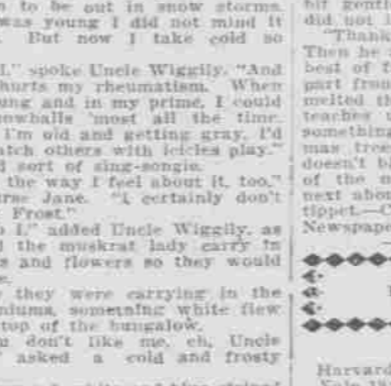 to be out in snow storms.
was young I did not mind it
But now I take cold so
I," spoke Uncle Wiggily. "And
hurts my rheumatism. When
ung and in my prime, I could
nowballs 'most all the time.
i'm old and getting gray, I'd
atch others with icicles play."
d sort of sing-songie.
the way I feel about it, too,"
urse Jane. "I certainly don't
Frost."
o I," added Uncle Wiggily, as
d the muskrat lady carry in
s and flowers so they would
e.
they were carrying in the
niums, something white flew
top of the bungalow.
u don't like me, eh, Uncle
asked a cold and frosty
his gentl
did not
"Thank
Then he
best of t
part from
melted th
teaches u
something
mas tree
doesn't
of the m
next abou
tippet.—
Newspape
Harvard